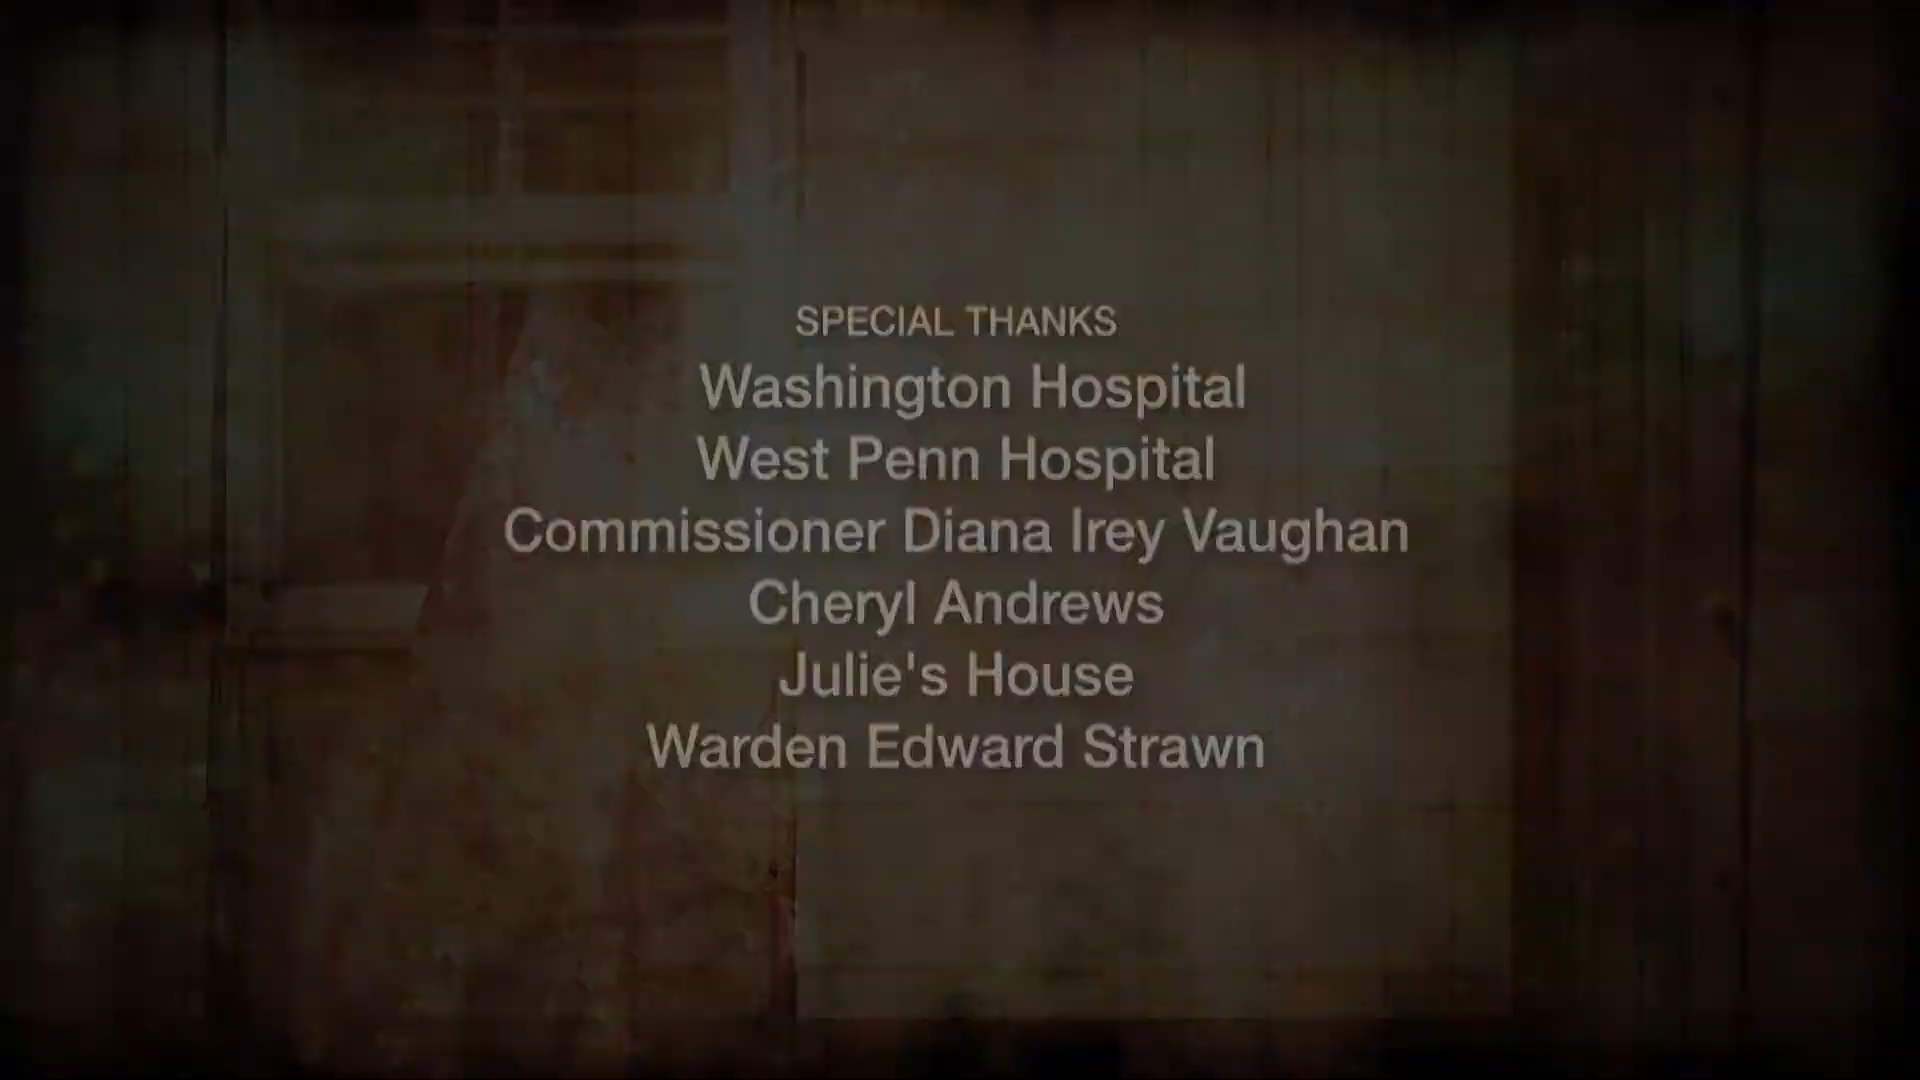 SPECIAL THANKS
Washington Hospital
West Penn Hospital
Commissioner Diana Irey Vaughan
Cheryl Andrews
Julie's House
Warden Edward Strawn